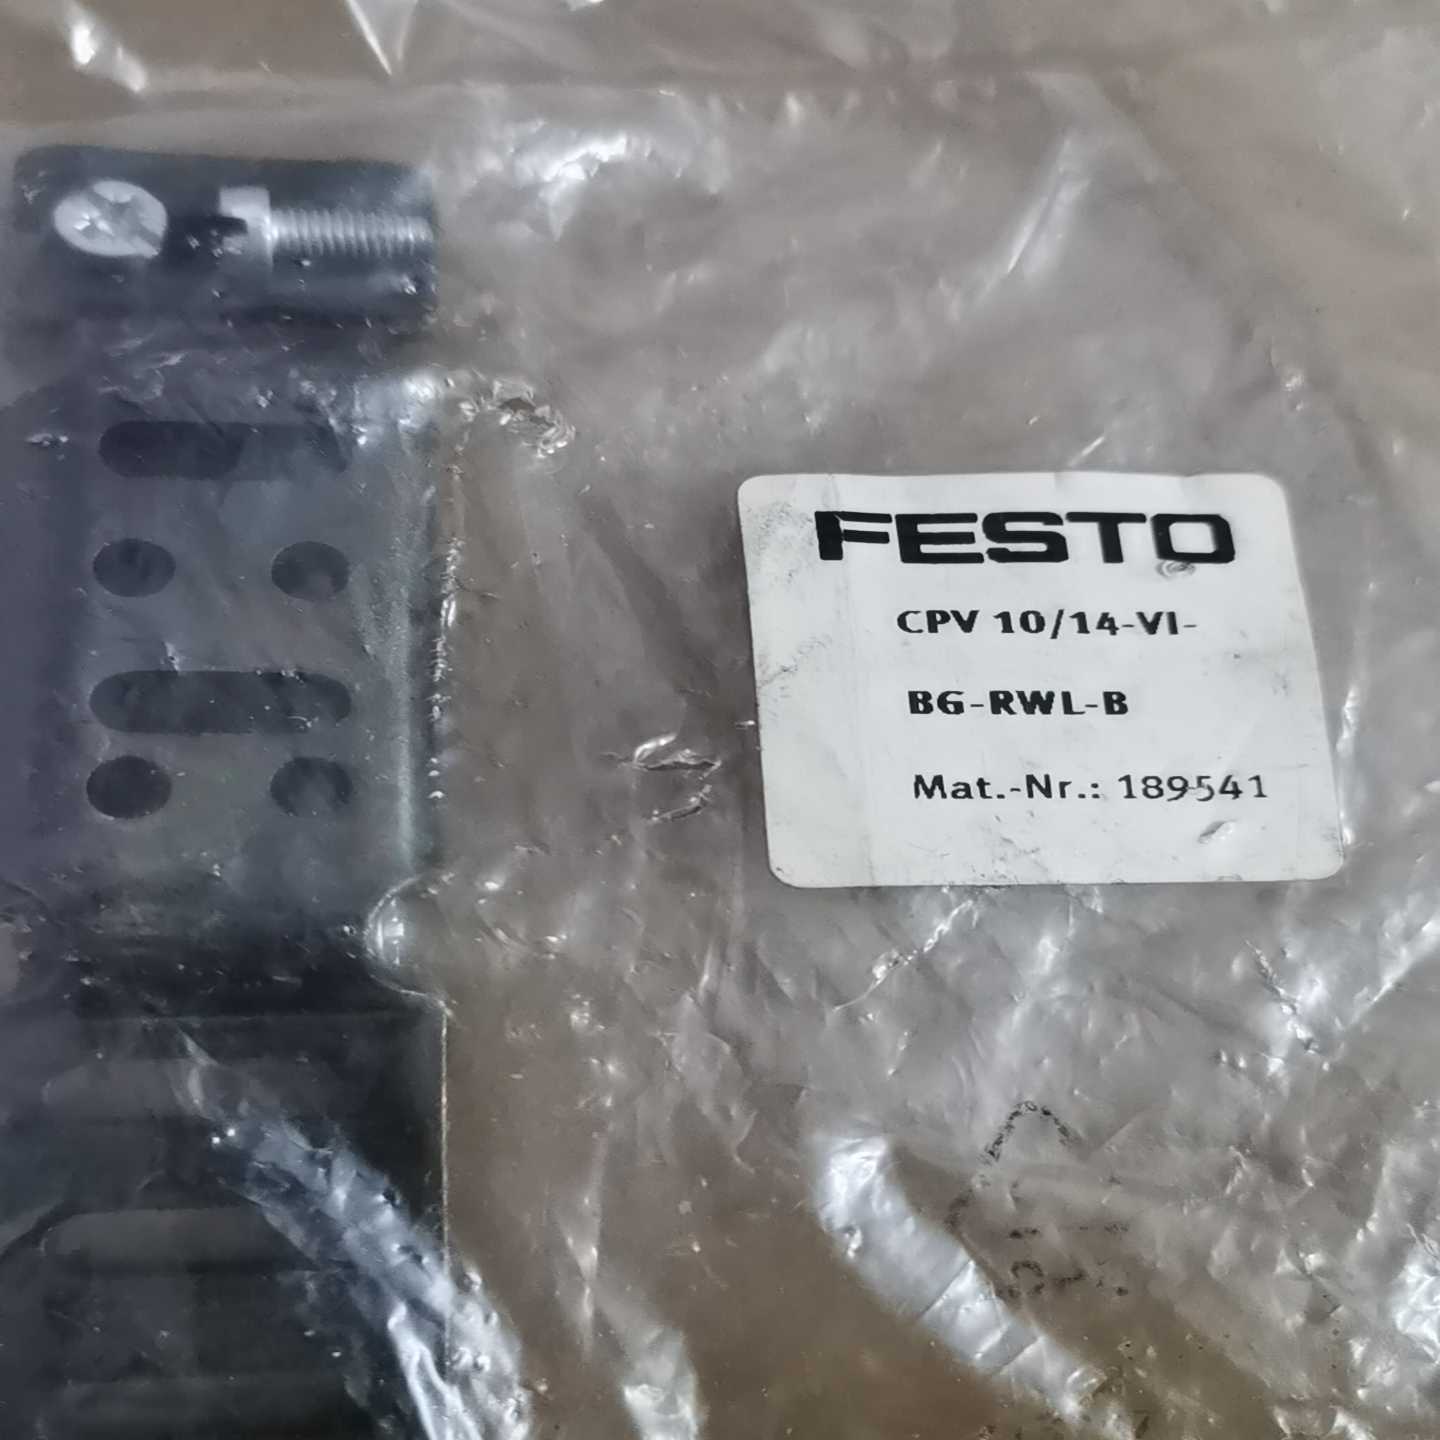 FESTO
CPV 10/14-VI-
BG-RWL-B
Mat.-Nr.: 189541